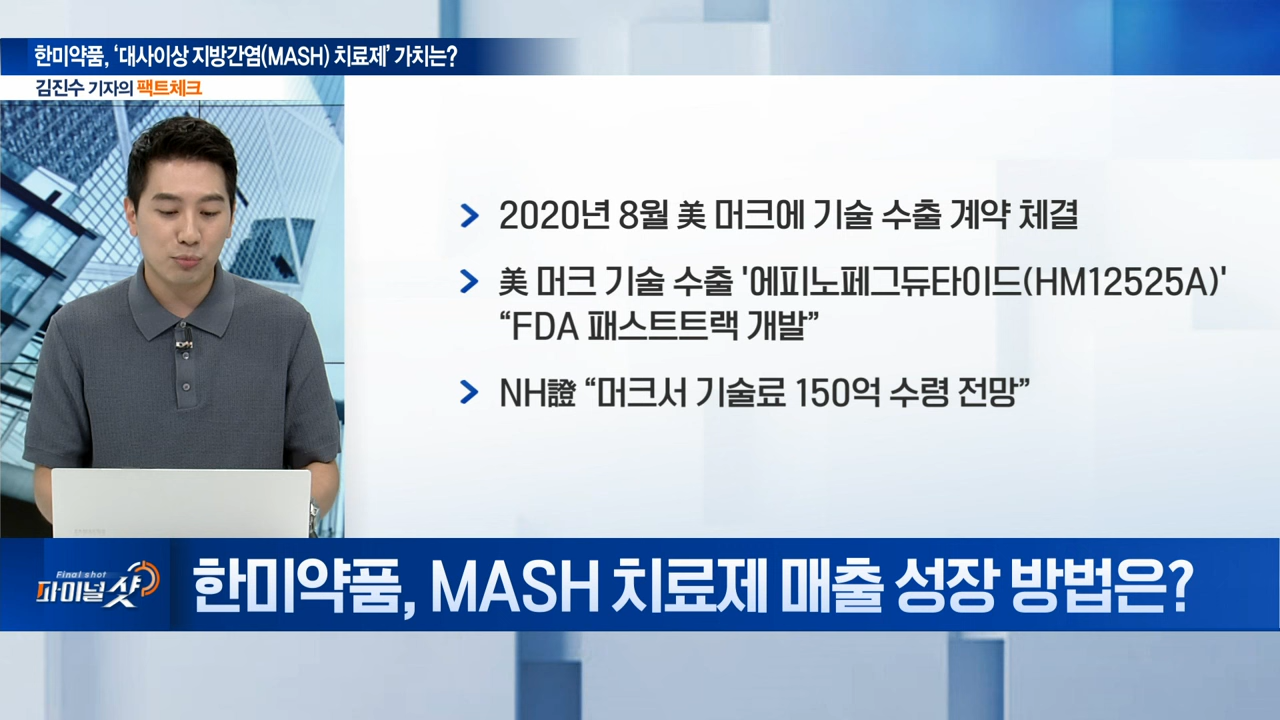 한미약품, ‘대사이상 지방간염(MASH) 치료제’ 가치는?
김진수 기자의 팩트체크
2020년 8월 美 머크에 기술 수출 계약 체결
美 머크 기술 수출 '에피노페그듀타이드(HM12525A)'
“FDA 패스트트랙 개발”
NH證 “머크서 기술료 150억 수령 전망”
Final shot
파이널 샷
한미약품, MASH 치료제 매출 성장 방법은?